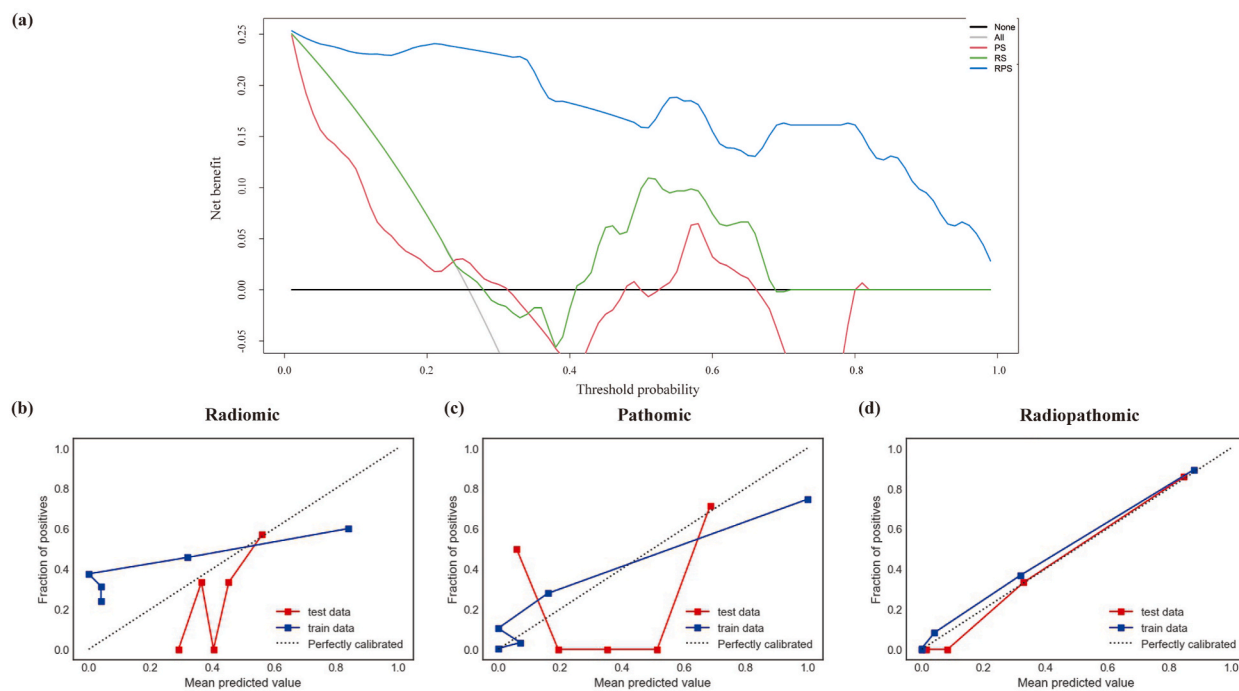 (a)
None
All
PS
RS
RPS
0.25
0.20
0.15
0.10
0.05
0.00
-0.05
Net benefit
0.0 0.2 0.4 0.6 0.8 1.0
Threshold probability
(b) Radiomic
1.0
0.8
0.6
0.4
0.2
0.0
Fraction of positives
test data
train data
Perfectly calibrated
0.0 0.2 0.4 0.6 0.8 1.0
Mean predicted value
(c) Pathomic
1.0
0.8
0.6
0.4
0.2
0.0
Fraction of positives
test data
train data
Perfectly calibrated
0.0 0.2 0.4 0.6 0.8 1.0
Mean predicted value
(d) Radiopathomic
1.0
0.8
0.6
0.4
0.2
0.0
Fraction of positives
test data
train data
Perfectly calibrated
0.0 0.2 0.4 0.6 0.8 1.0
Mean predicted value